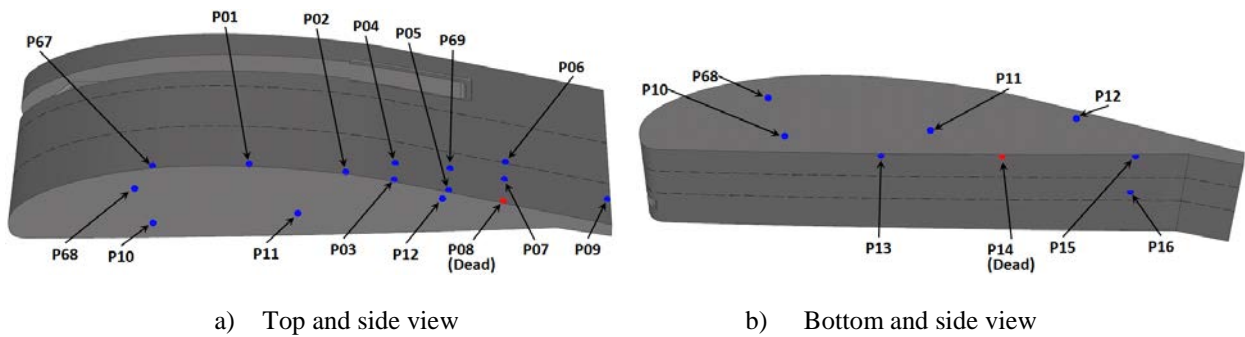 P01
P02
P04
P05
P69
P06
P67
P68
P10
P11
P03
P12
P08
(Dead)
P07
P09
P68
P10
P11
P12
P13
P14
(Dead)
P15
P16
a) Top and side view
b) Bottom and side view